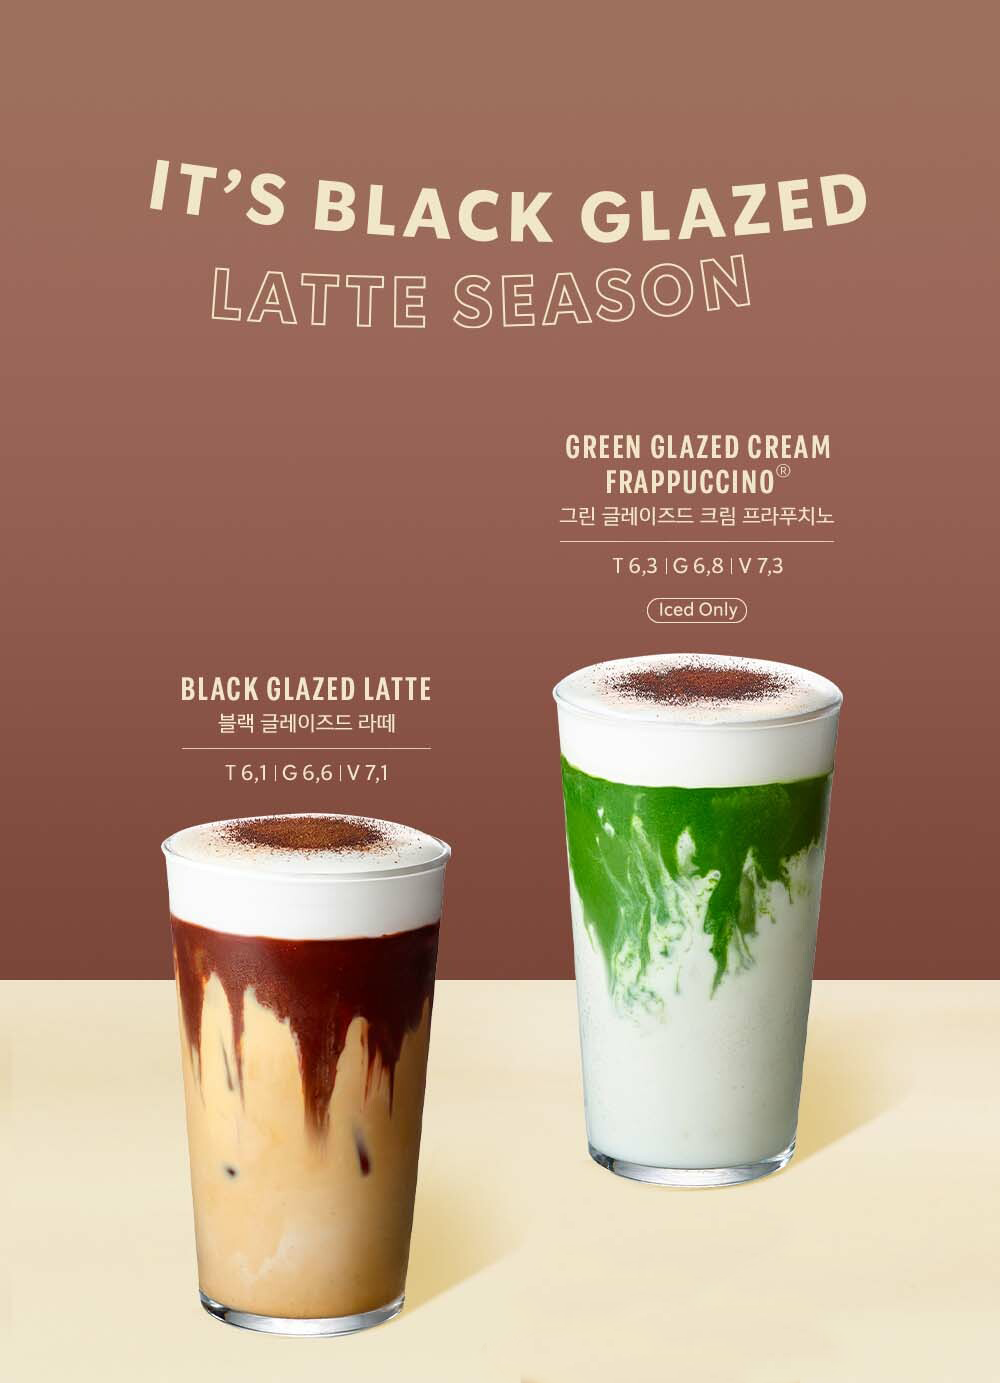 IT'S BLACK GLAZED
LATTE SEASON
GREEN GLAZED CREAM
FRAPPUCCINO®
그린 글레이즈드 크림 프라푸치노
T 6,3 | G 6,8 | V 7,3
Iced Only
BLACK GLAZED LATTE
블랙 글레이즈드 라떼
T 6,1 | G 6,6 | V 7,1